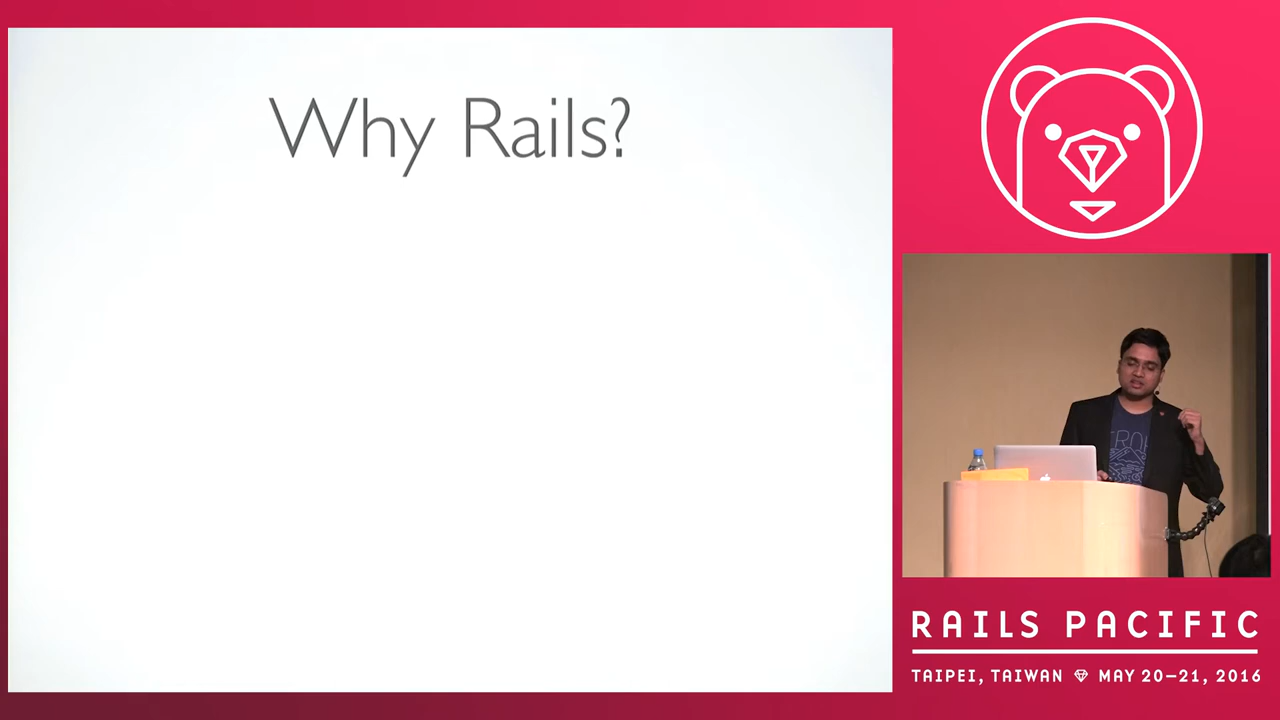 Why Rails?
RAILS PACIFIC
TAIPEI, TAIWAN MAY 20–21, 2016